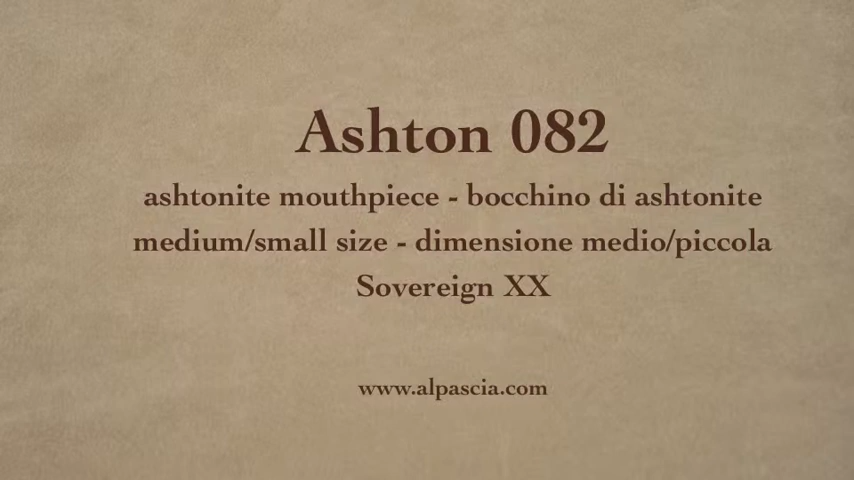 Ashton 082
ashtonite mouthpiece - bocchino di ashtonite
medium/small size - dimensione medio/piccola
Sovereign XX
www.alpascia.com